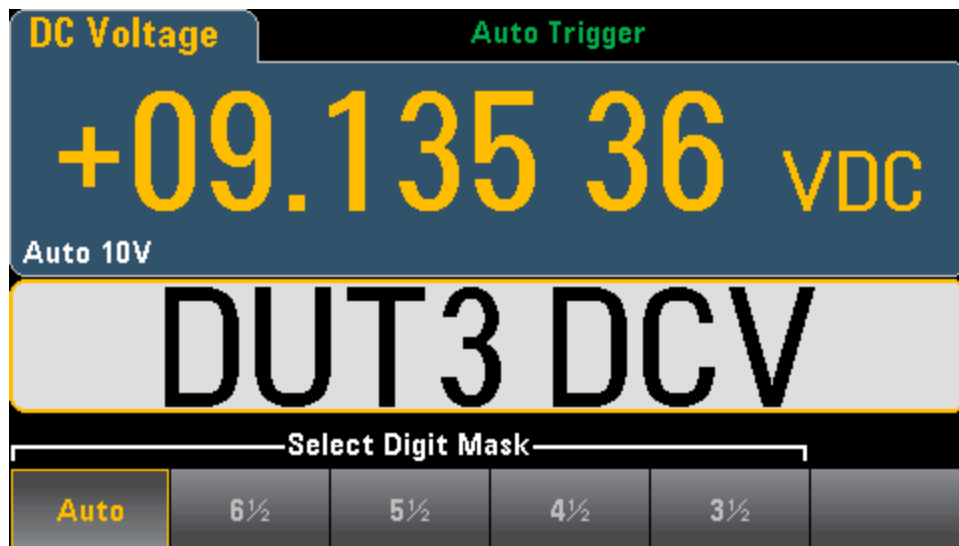 DC Voltage
Auto Trigger
+09.135 36 VDC
Auto 10V
DUT3 DCV
Select Digit Mask
Auto 6½ 5½ 4½ 3½